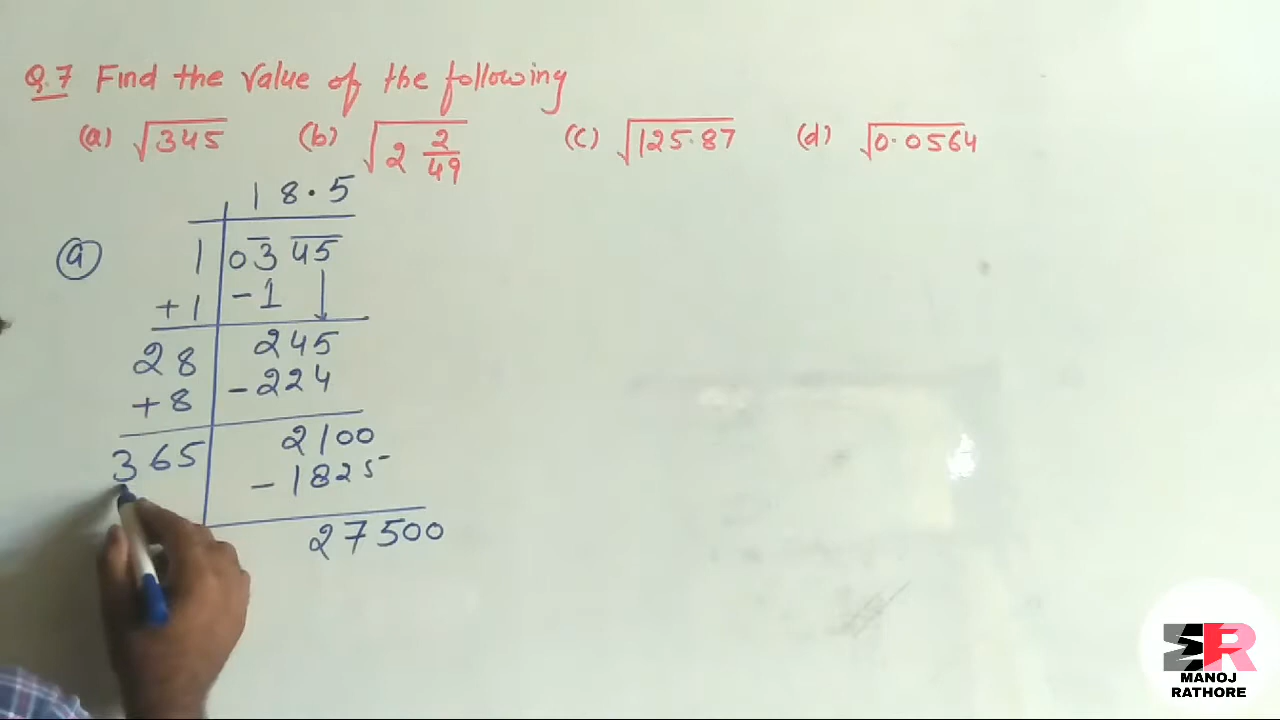 Q.7 Find the value of the following
(a) √345 (b) √2 2/49 (c) √125.87 (d) √0.0564
18.5
(a) 1 03 45
+1 -1
28 245
+8 -224
365 2100
-1825
27500
SR
MANOJ
RATHORE